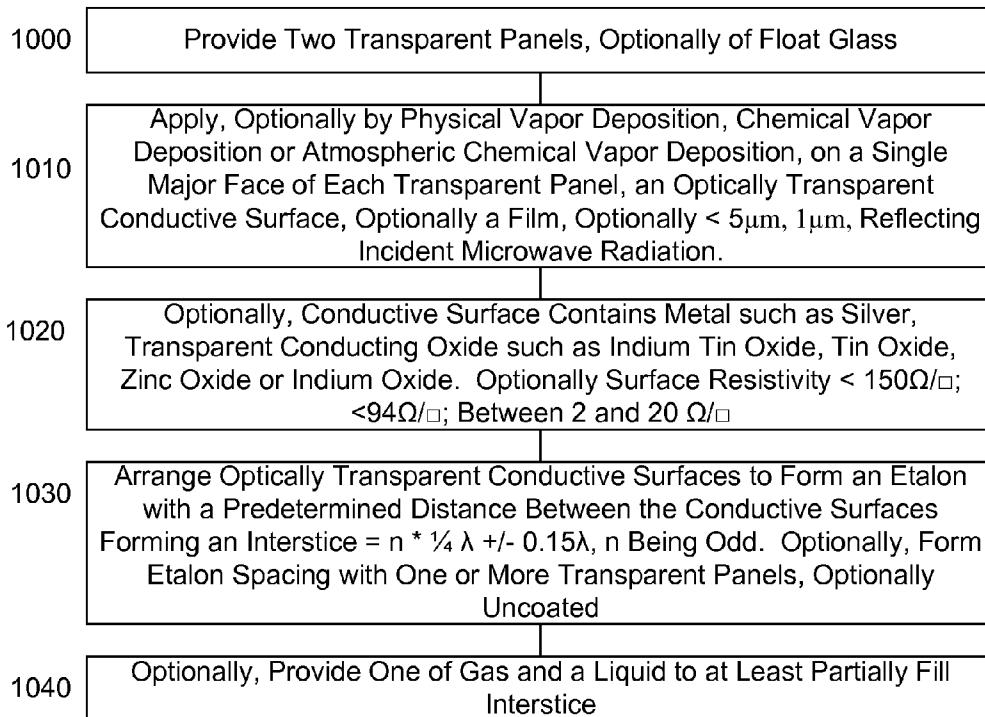 1000
Provide Two Transparent Panels, Optionally of Float Glass
1010
Apply, Optionally by Physical Vapor Deposition, Chemical Vapor
Deposition or Atmospheric Chemical Vapor Deposition, on a Single
Major Face of Each Transparent Panel, an Optically Transparent
Conductive Surface, Optionally a Film, Optionally < 5μm, 1μm, Reflecting
Incident Microwave Radiation.
1020
Optionally, Conductive Surface Contains Metal such as Silver,
Transparent Conducting Oxide such as Indium Tin Oxide, Tin Oxide,
Zinc Oxide or Indium Oxide. Optionally Surface Resistivity < 150Ω/□;
<94Ω/□; Between 2 and 20 Ω/□
1030
Arrange Optically Transparent Conductive Surfaces to Form an Etalon
with a Predetermined Distance Between the Conductive Surfaces
Forming an Interstice = n * ¼ λ +/- 0.15λ, n Being Odd. Optionally, Form
Etalon Spacing with One or More Transparent Panels, Optionally
Uncoated
1040
Optionally, Provide One of Gas and a Liquid to at Least Partially Fill
Interstice